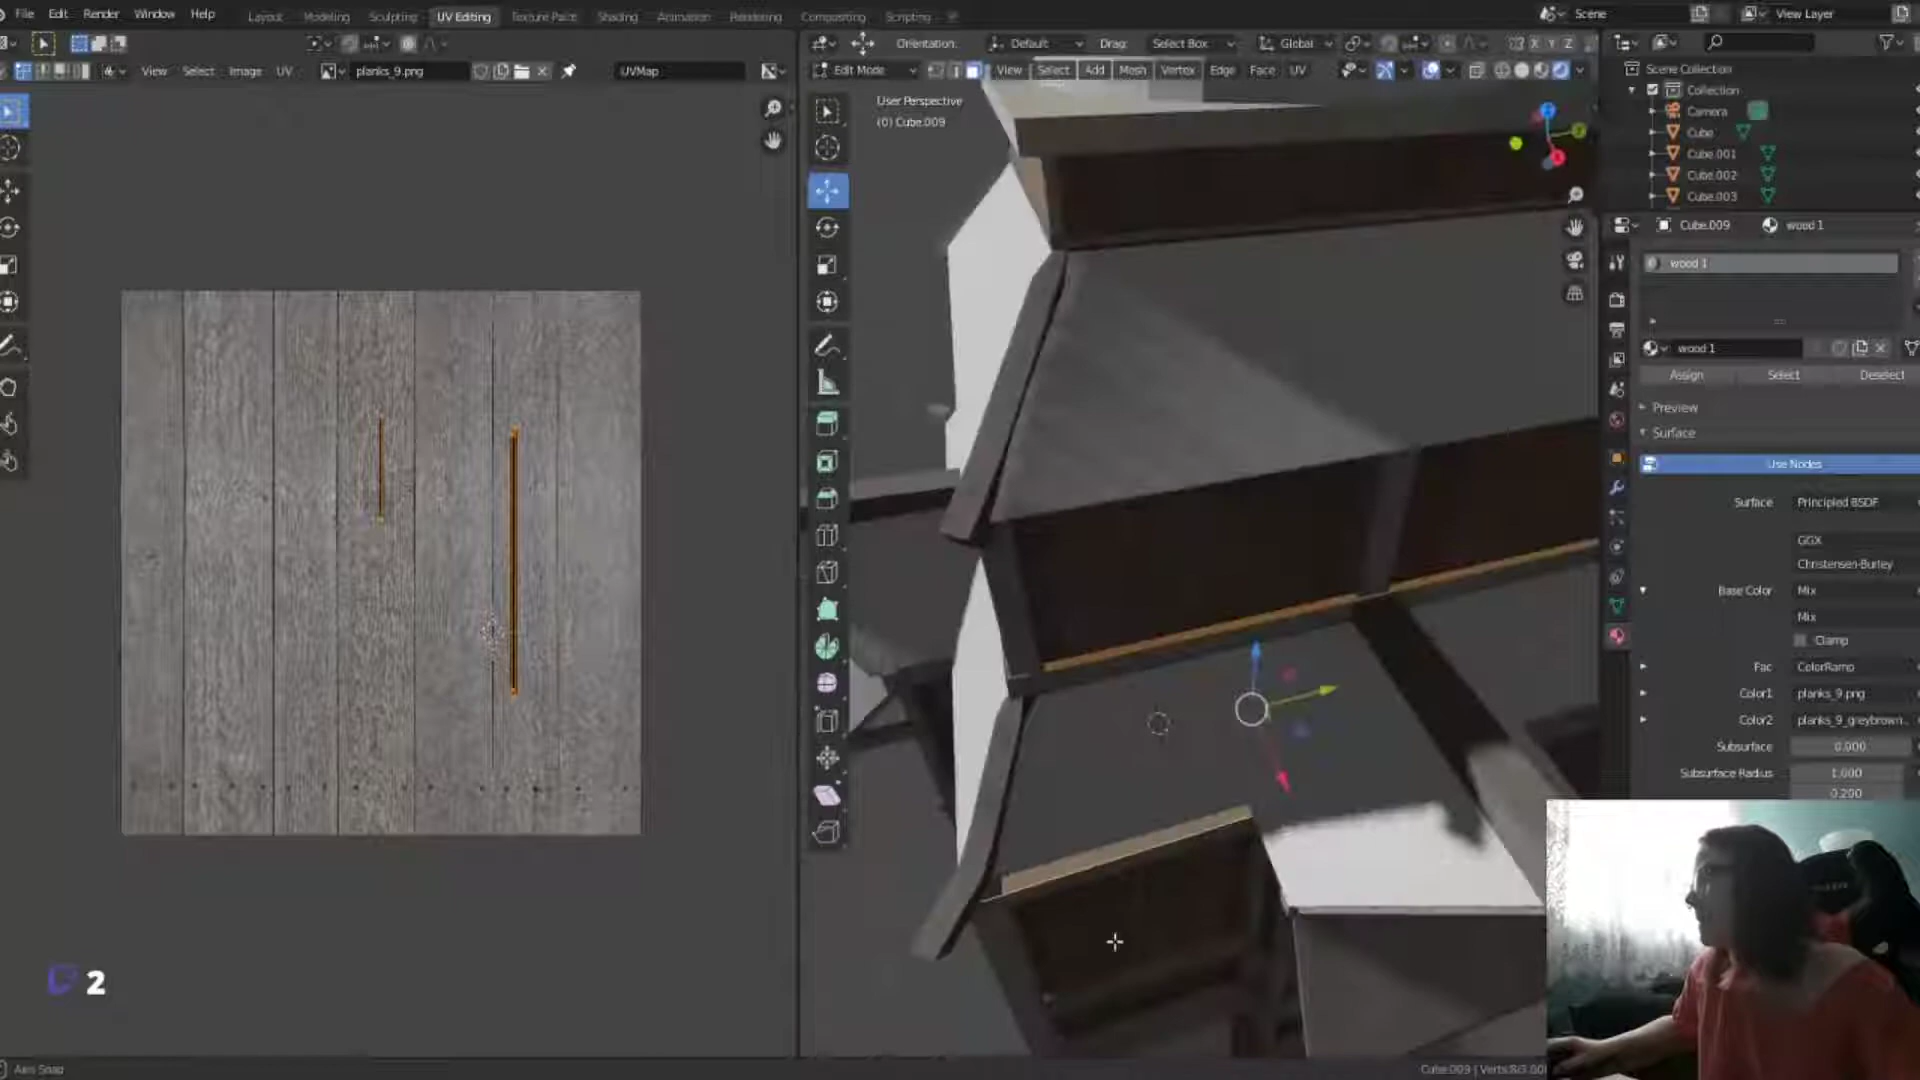 File Edit Render Window Help
Layout Modeling Sculpting UV Editing Texture Paint Shading Animation Rendering Compositing Scripting
Scene
View Layer
Orientation: Default Drag: Select Box Global X Y Z
View Select Image UV planks_9.png UVMap
Edit Mode View Select Add Mesh Vertex Edge Face UV
User Perspective
(0) Cube.009
Scene Collection
Collection
Camera
Cube
Cube.001
Cube.002
Cube.003
Cube.009 wood 1
wood 1
wood 1
Assign Select Deselect
Preview
Surface
Use Nodes
Surface Principled BSDF
GGX
Christensen-Burley
Base Color Mix
Mix
Clamp
Fac ColorRamp
Color1 planks_9.png
Color2 planks_9_greybrown..
Subsurface 0.000
Subsurface Radius 1.000
0.200
2
Axis Snap
Cube.009 | Verts:8/3.00